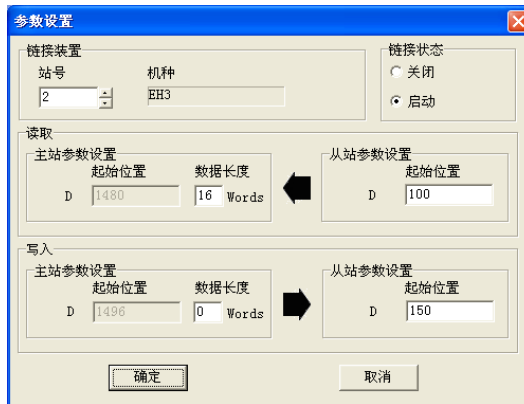 参数设置
链接装置
站号 机种
2 EH3
链接状态
关闭
启动
读取
主站参数设置
起始位置 数据长度
D 1480 16 Words
从站参数设置
起始位置
D 100
写入
主站参数设置
起始位置 数据长度
D 1496 0 Words
从站参数设置
起始位置
D 150
确定 取消